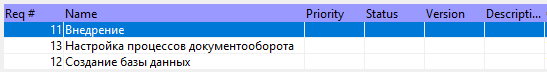 Req # Name Priority Status Version Descripti...
11 Внедрение
13 Настройка процессов документооборота
12 Создание базы данных